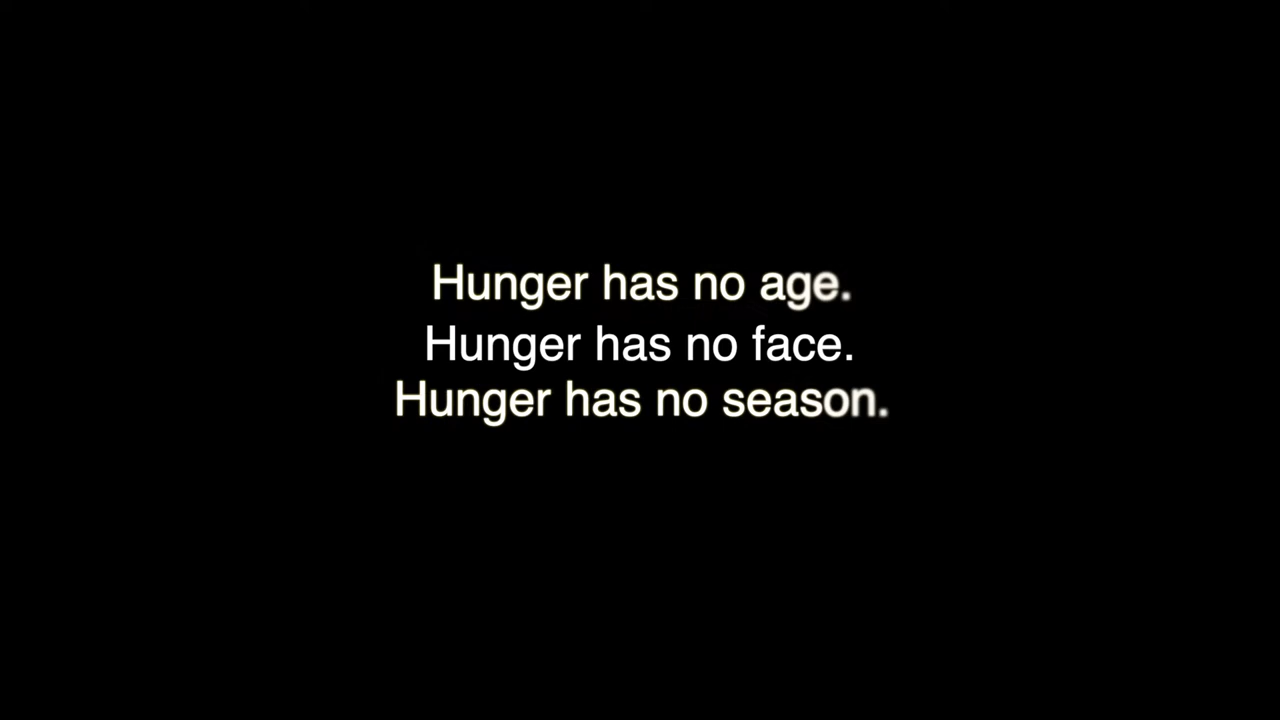 Hunger has no age.
Hunger has no face.
Hunger has no season.